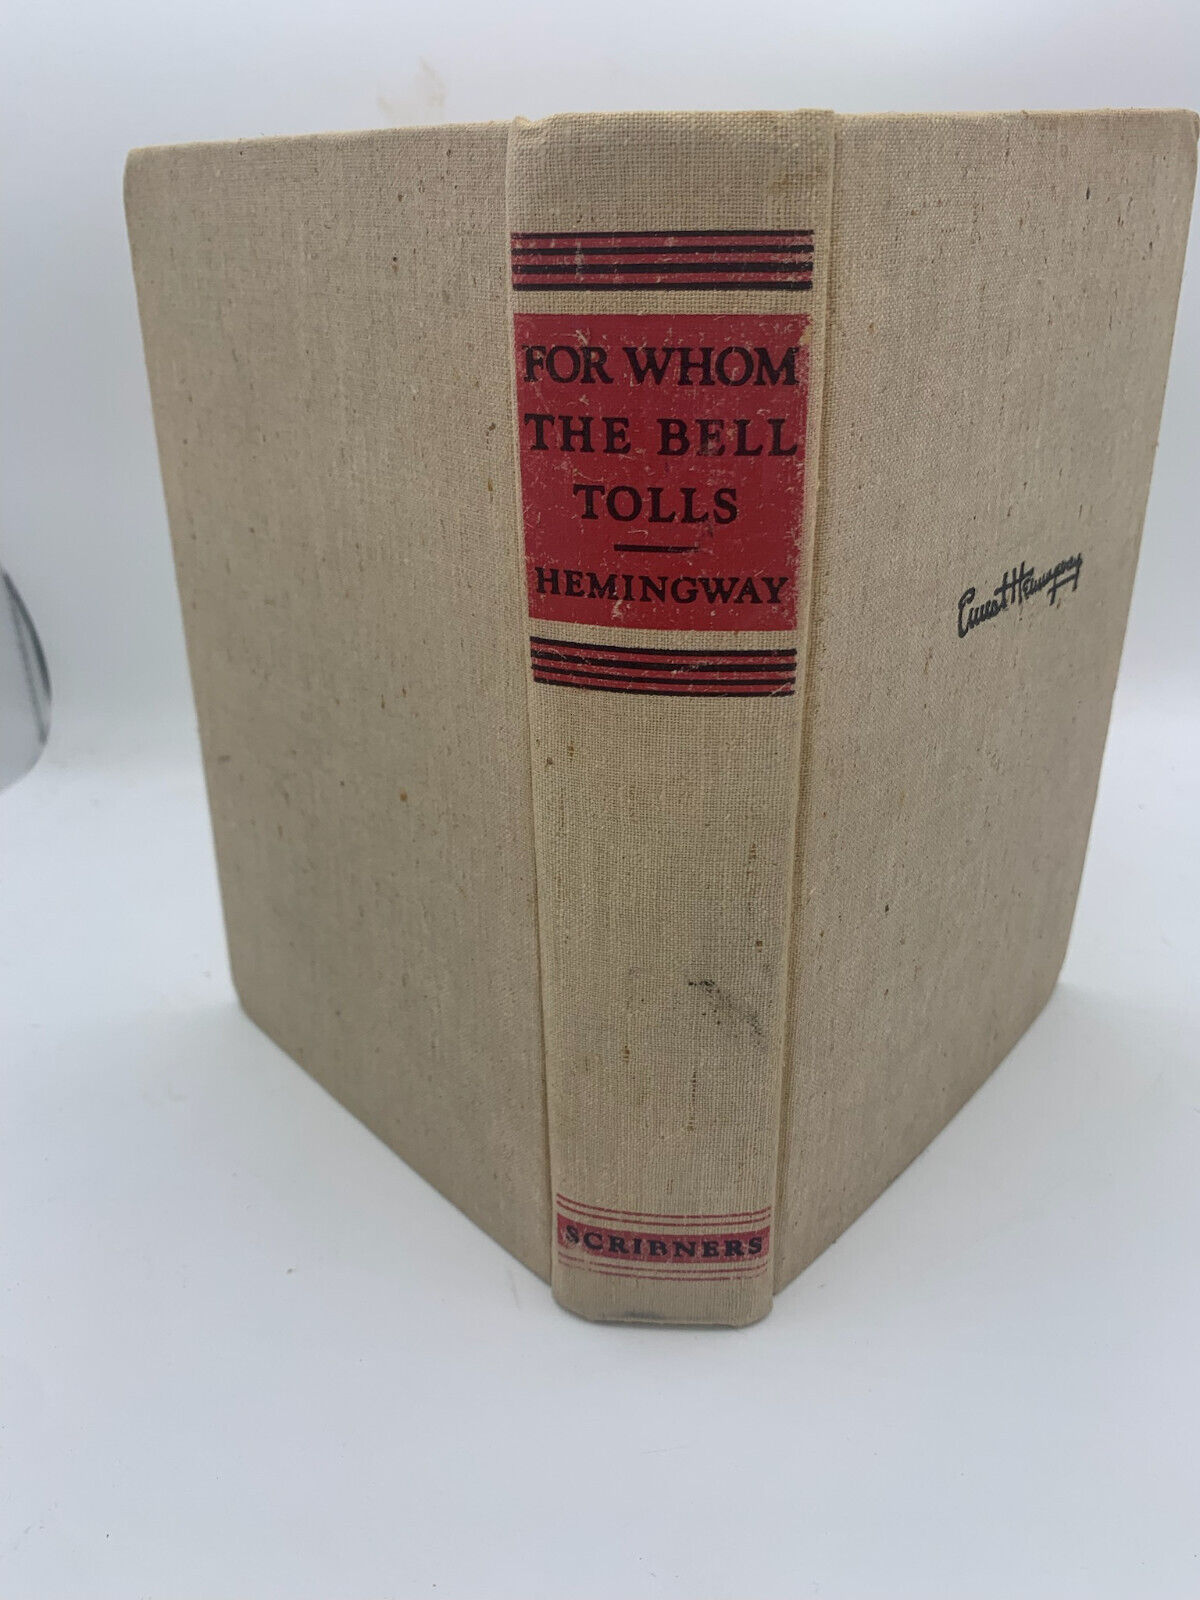 FOR WHOM
THE BELL
TOLLS
HEMINGWAY
Ernest Hemingway
SCRIBNERS